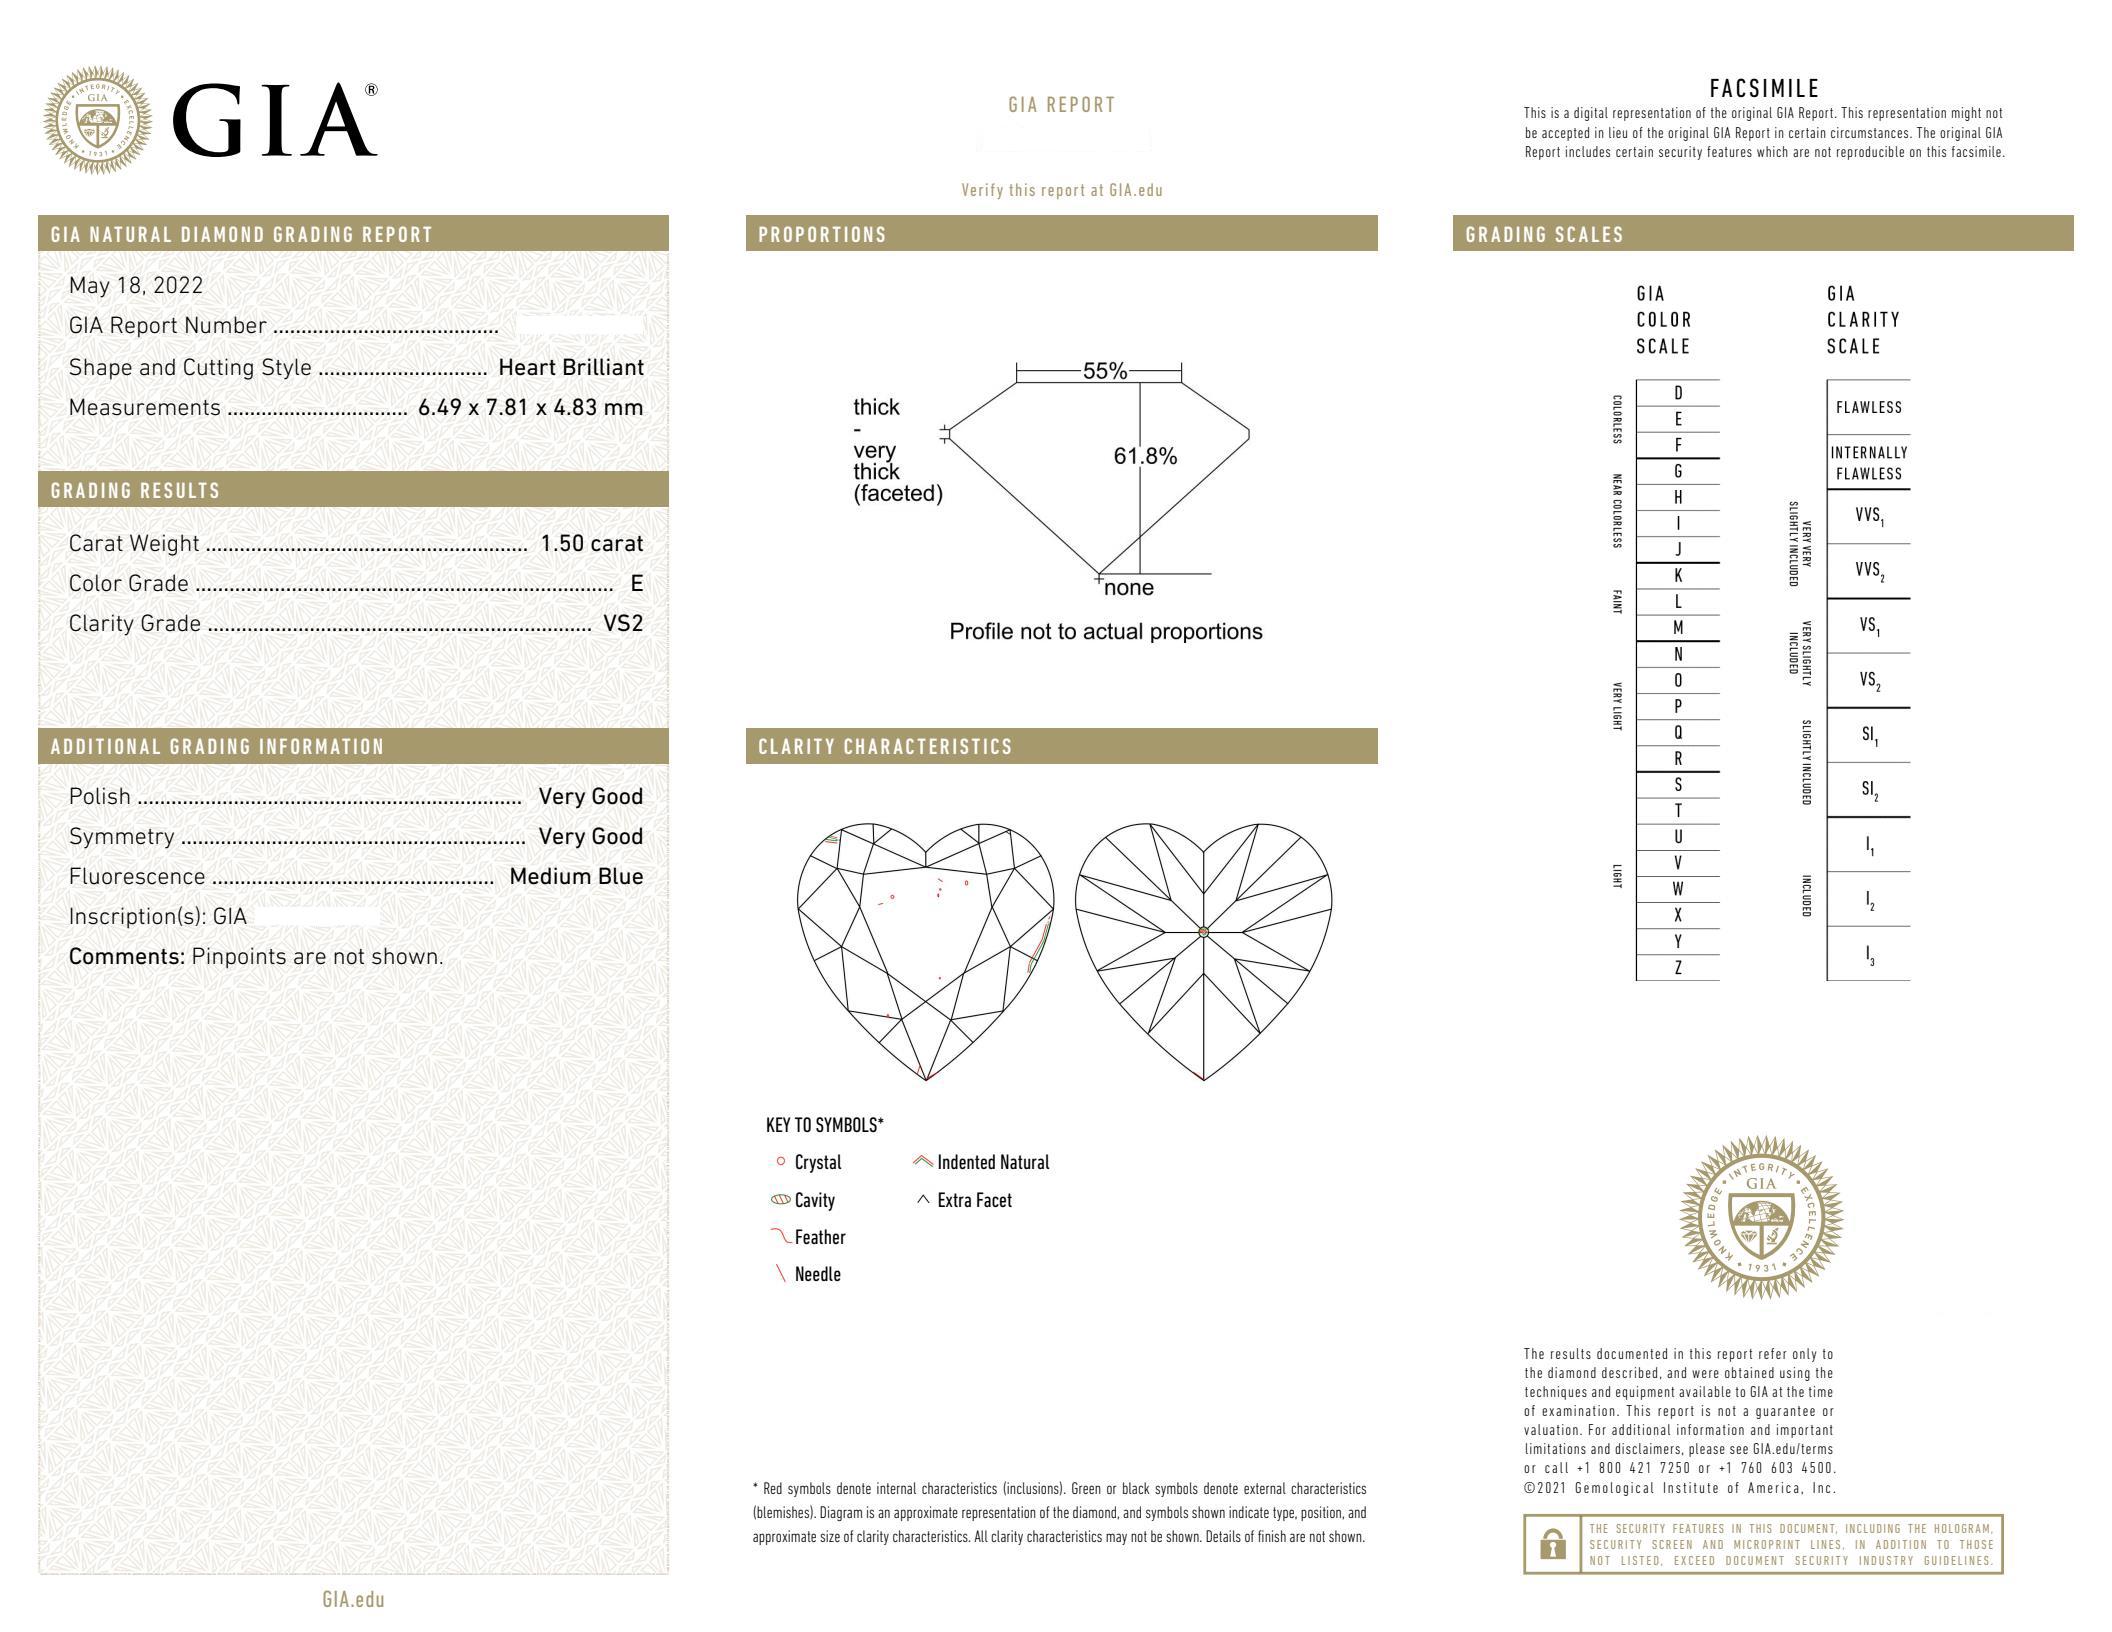 GIA®
KNOWLEDGE • INTEGRITY • EXCELLENCE
GIA
1931
GIA NATURAL DIAMOND GRADING REPORT
May 18, 2022
GIA Report Number ........................................
Shape and Cutting Style .............................. Heart Brilliant
Measurements ................................ 6.49 x 7.81 x 4.83 mm
GRADING RESULTS
Carat Weight ......................................................... 1.50 carat
Color Grade .......................................................................... E
Clarity Grade .................................................................... VS2
ADDITIONAL GRADING INFORMATION
Polish .................................................................... Very Good
Symmetry ............................................................. Very Good
Fluorescence .................................................. Medium Blue
Inscription(s): GIA
Comments: Pinpoints are not shown.
GIA.edu
GIA REPORT
Verify this report at GIA.edu
PROPORTIONS
55%
thick
-
very
thick
(faceted)
61.8%
none
Profile not to actual proportions
CLARITY CHARACTERISTICS
KEY TO SYMBOLS*
Crystal
Cavity
Feather
Needle
Indented Natural
Extra Facet
* Red symbols denote internal characteristics (inclusions). Green or black symbols denote external characteristics
(blemishes). Diagram is an approximate representation of the diamond, and symbols shown indicate type, position, and
approximate size of clarity characteristics. All clarity characteristics may not be shown. Details of finish are not shown.
FACSIMILE
This is a digital representation of the original GIA Report. This representation might not
be accepted in lieu of the original GIA Report in certain circumstances. The original GIA
Report includes certain security features which are not reproducible on this facsimile.
GRADING SCALES
GIA
COLOR
SCALE
COLORLESS
D
E
F
NEAR COLORLESS
G
H
I
J
FAINT
K
L
M
VERY LIGHT
N
O
P
Q
R
LIGHT
S
T
U
V
W
X
Y
Z
GIA
CLARITY
SCALE
FLAWLESS
INTERNALLY
FLAWLESS
VERY VERY
SLIGHTLY INCLUDED
VVS1
VVS2
VERY SLIGHTLY
INCLUDED
VS1
VS2
SLIGHTLY INCLUDED
SI1
SI2
INCLUDED
I1
I2
I3
KNOWLEDGE • INTEGRITY • EXCELLENCE
GIA
1931
The results documented in this report refer only to
the diamond described, and were obtained using the
techniques and equipment available to GIA at the time
of examination. This report is not a guarantee or
valuation. For additional information and important
limitations and disclaimers, please see GIA.edu/terms
or call +1 800 421 7250 or +1 760 603 4500.
©2021 Gemological Institute of America, Inc.
THE SECURITY FEATURES IN THIS DOCUMENT, INCLUDING THE HOLOGRAM,
SECURITY SCREEN AND MICROPRINT LINES, IN ADDITION TO THOSE
NOT LISTED, EXCEED DOCUMENT SECURITY INDUSTRY GUIDELINES.